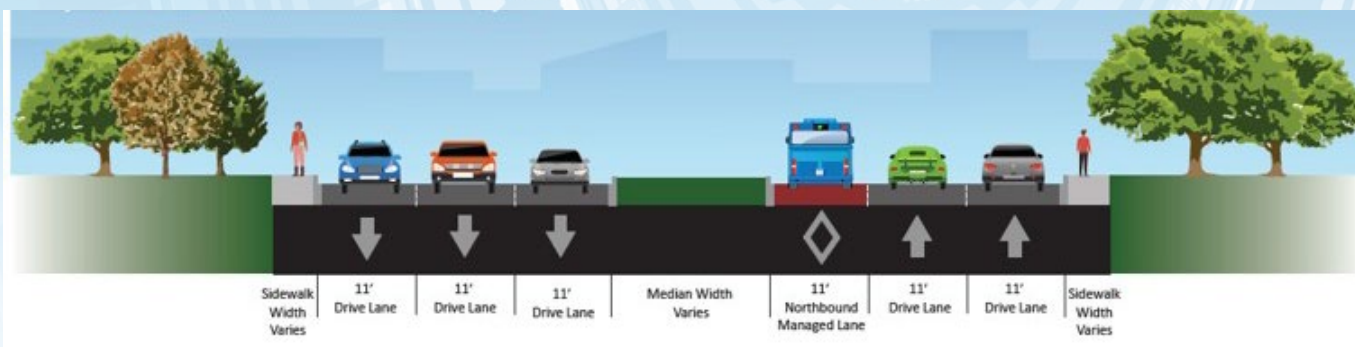 Sidewalk
Width
Varies
11'
Drive Lane
11'
Drive Lane
11'
Drive Lane
Median Width
Varies
11'
Northbound
Managed Lane
11'
Drive Lane
11'
Drive Lane
Sidewalk
Width
Varies